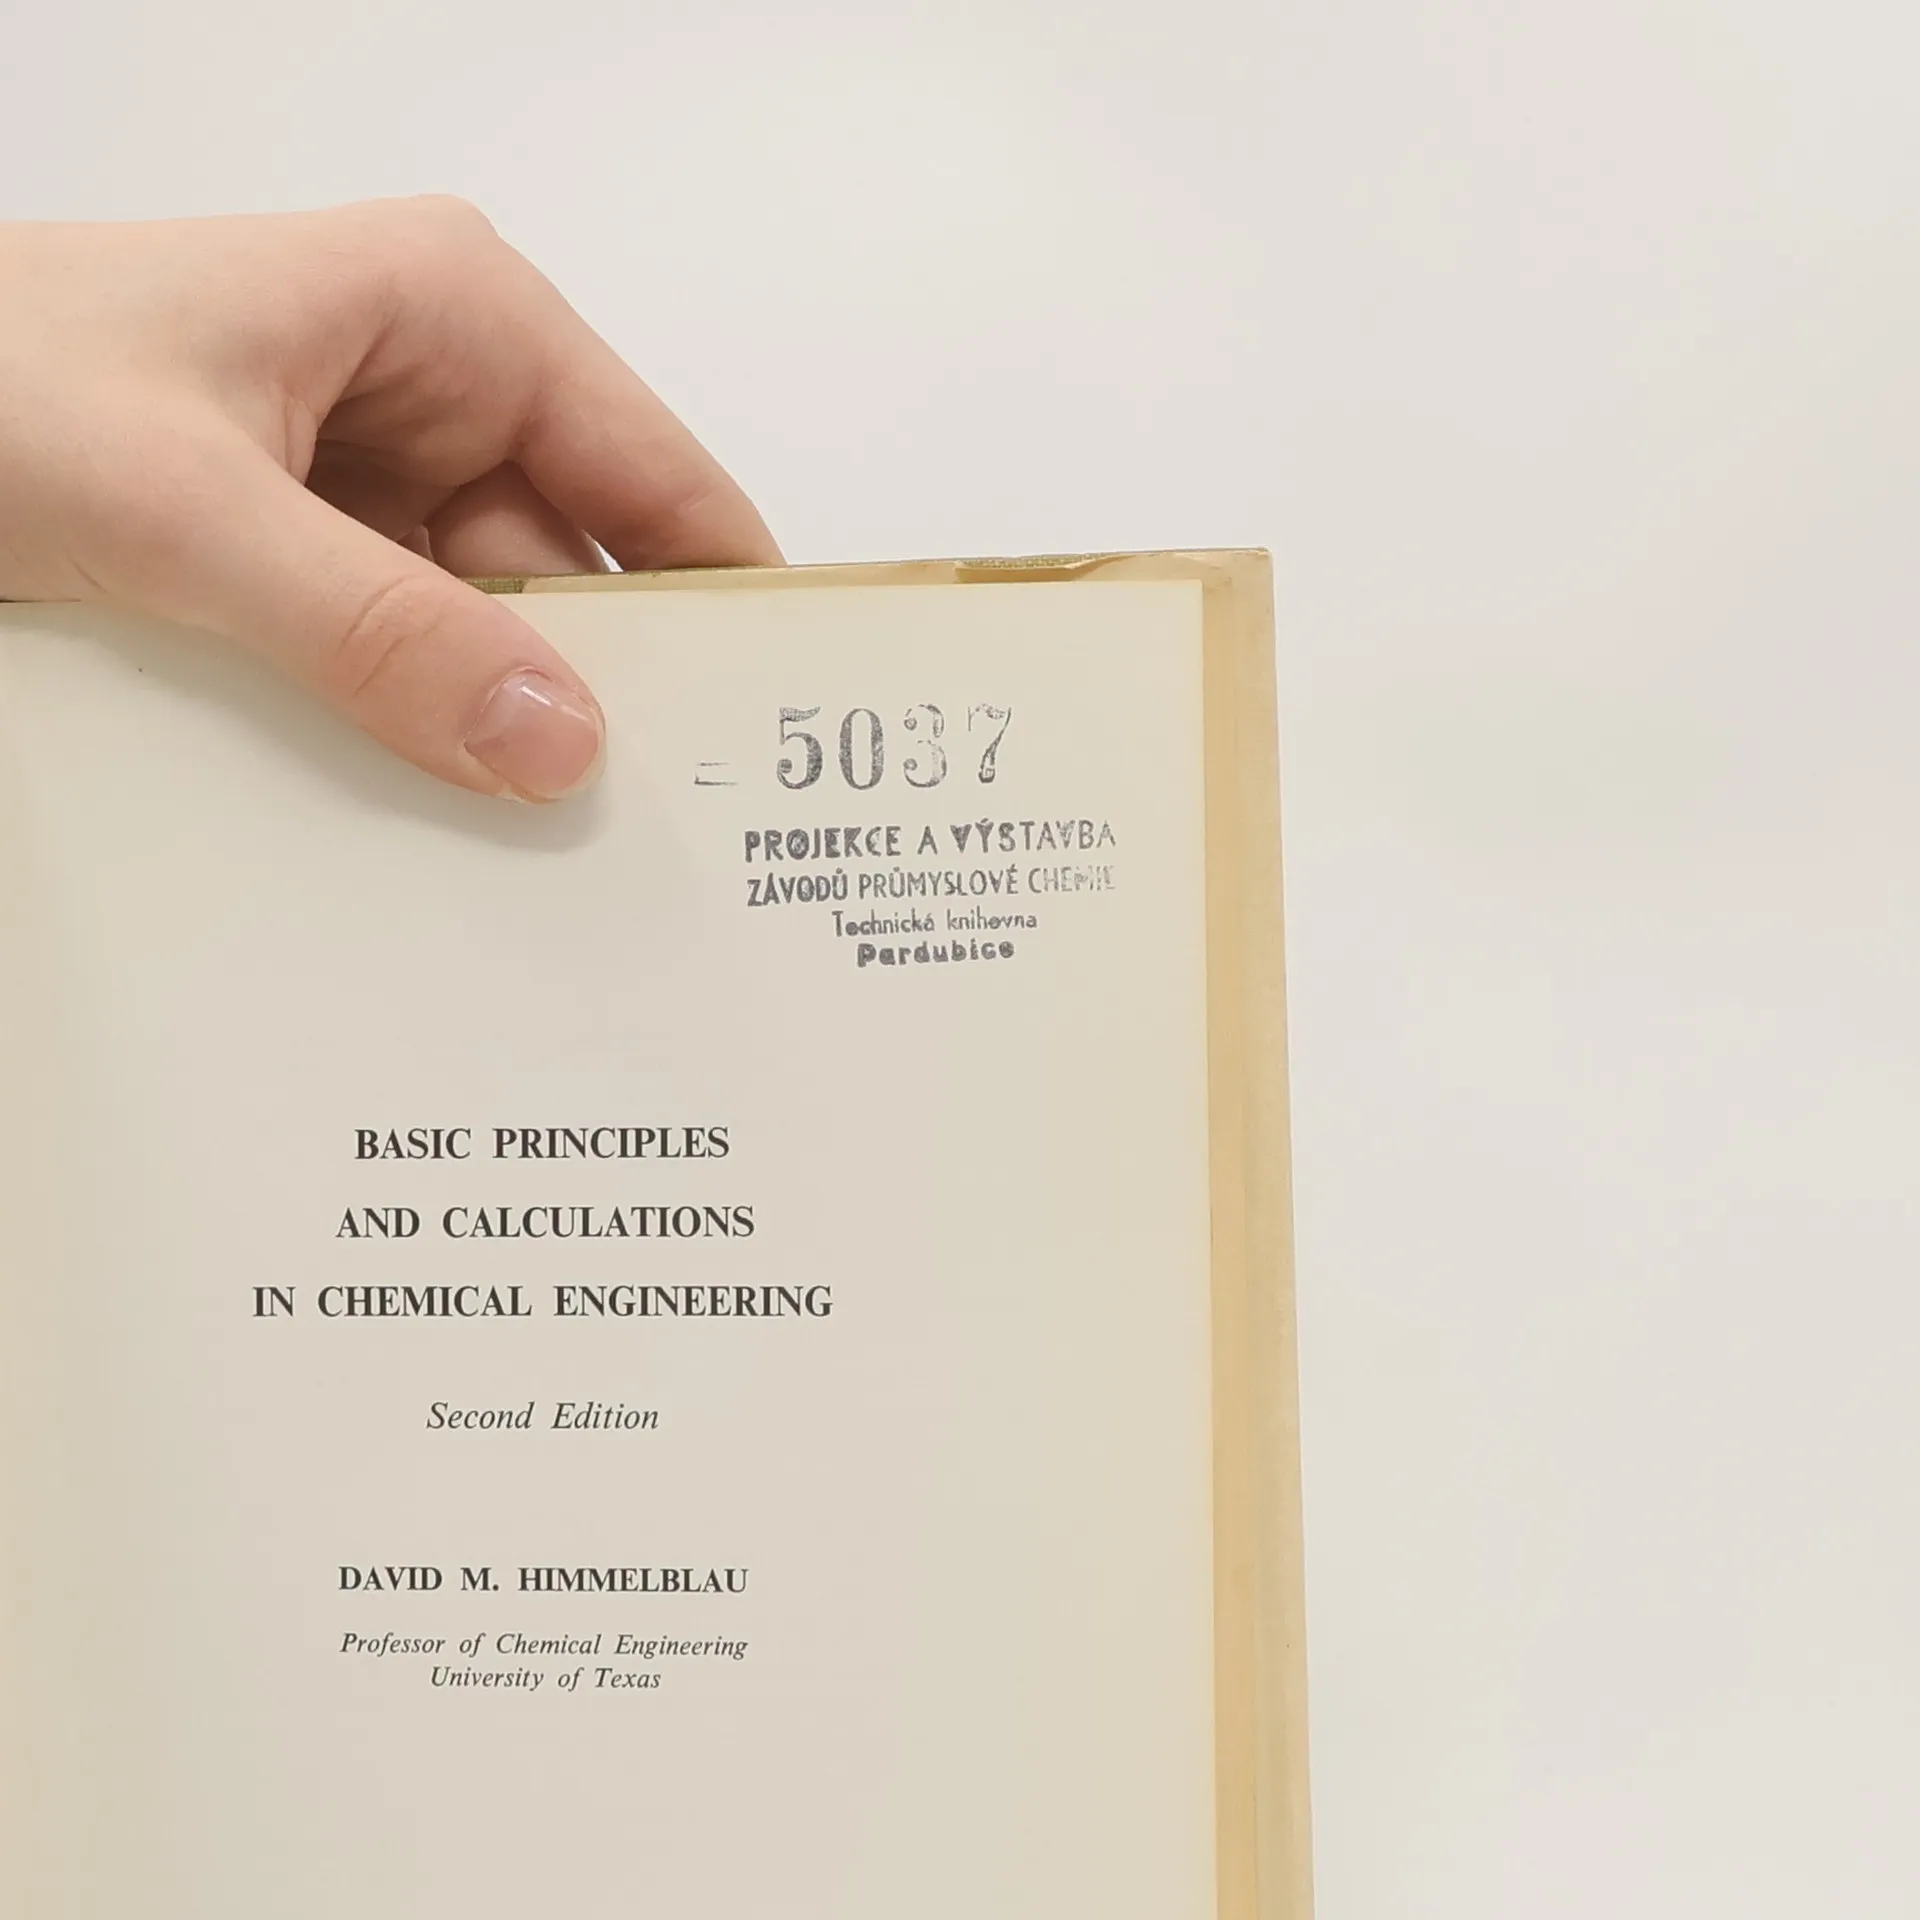 = 5037
PROJEKCE A VÝSTAVBA
ZÁVODŮ PRŮMYSLOVÉ CHEMIE
Technická knihovna
Pardubice
BASIC PRINCIPLES
AND CALCULATIONS
IN CHEMICAL ENGINEERING
Second Edition
DAVID M. HIMMELBLAU
Professor of Chemical Engineering
University of Texas